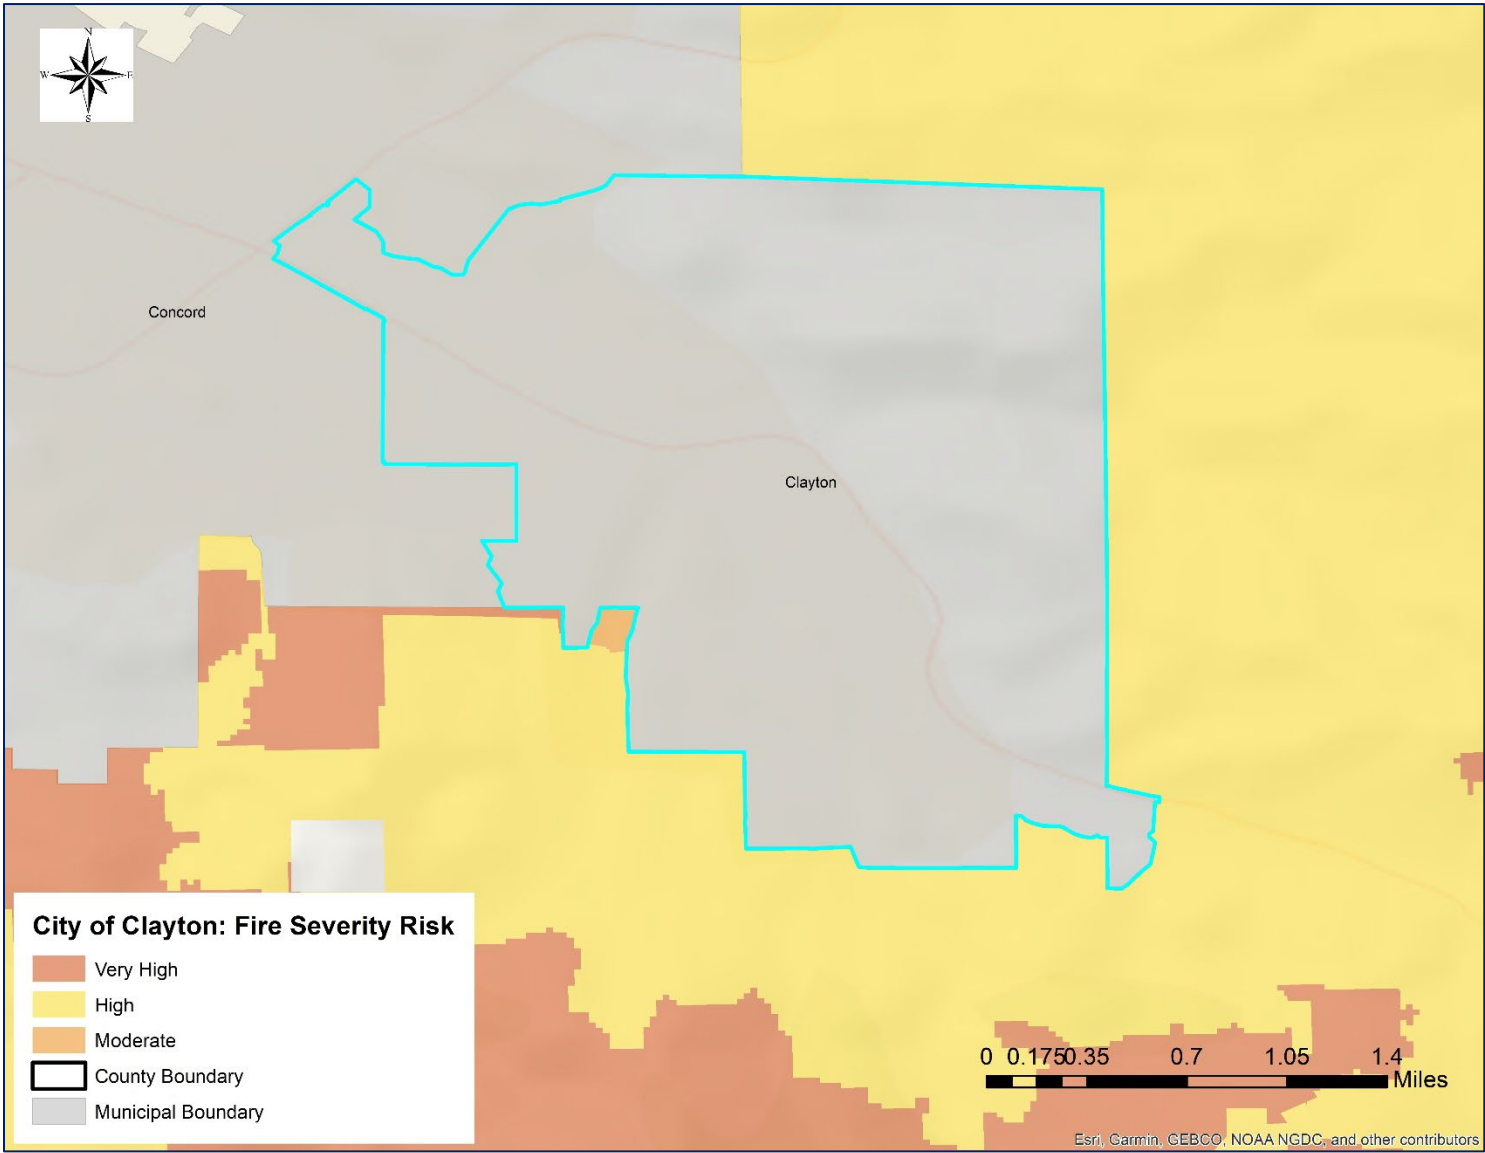 N
W
E
S
Concord
Clayton
City of Clayton: Fire Severity Risk
Very High
High
Moderate
County Boundary
Municipal Boundary
0 0.175 0.35 0.7 1.05 1.4
Miles
Esri, Garmin, GEBCO, NOAA NGDC, and other contributors